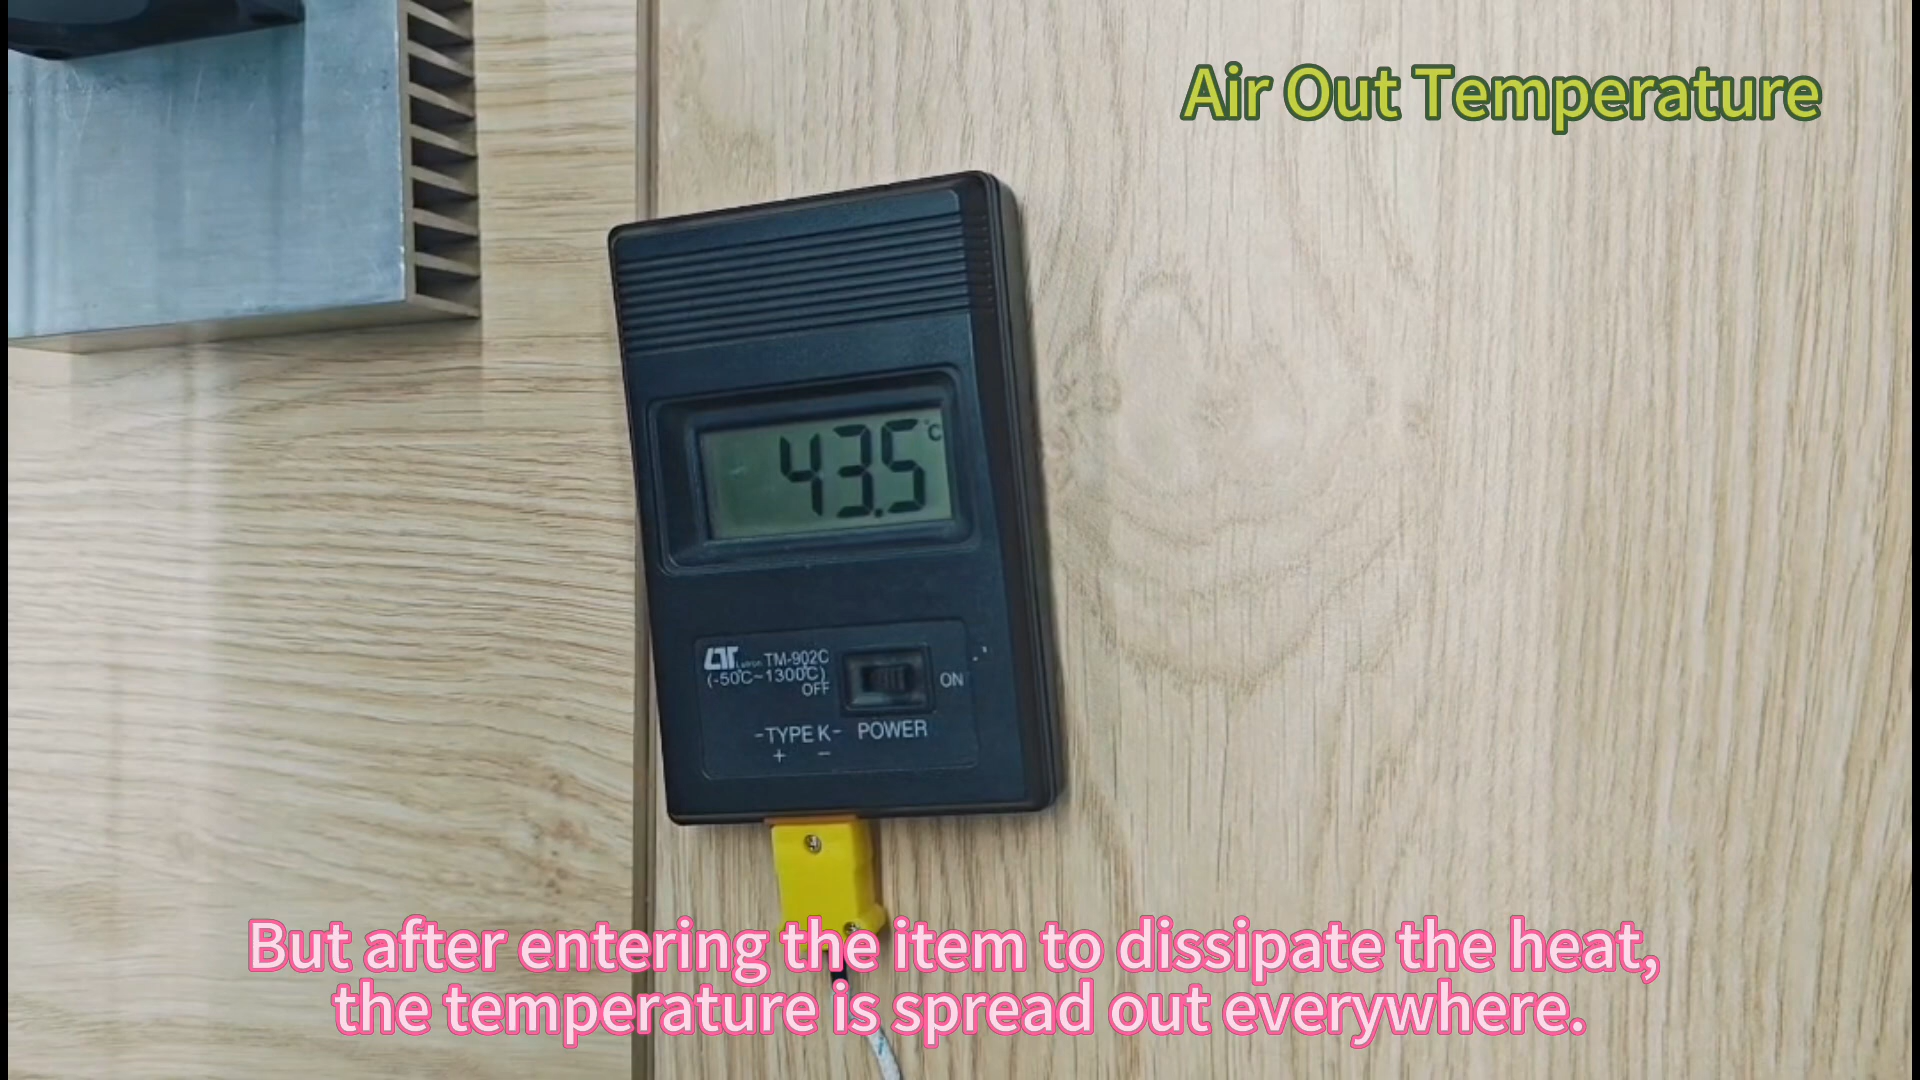 Air Out Temperature
43.5 °C
Lutron TM-902C
(-50℃~1300℃)
OFF
ON
-TYPE K-
POWER
+ −
But after entering the item to dissipate the heat,
the temperature is spread out everywhere.